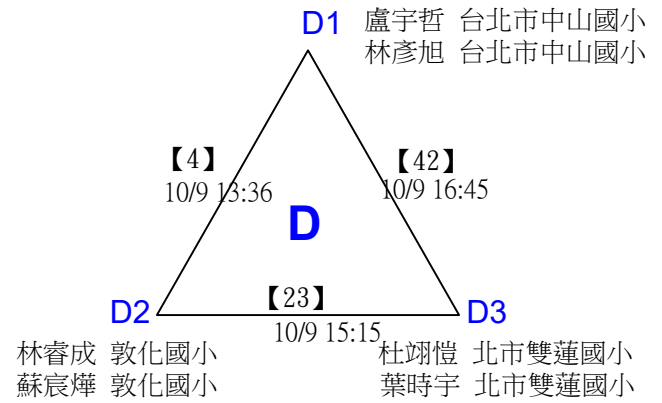 D1 盧宇哲 台北市中山國小
林彥旭 台北市中山國小
【4】
10/9 13:36
【42】
10/9 16:45
D
【23】
10/9 15:15
D2
D3
林睿成 敦化國小
蘇宸燁 敦化國小
杜翊愷 北市雙蓮國小
葉時宇 北市雙蓮國小